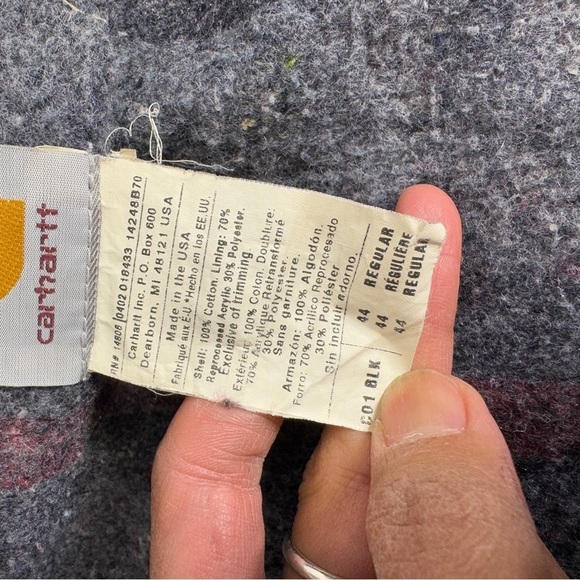 carhartt
RN# 14806 0402 018433 14248B70
Carhartt Inc. P.O. Box 600
Dearborn, MI 48121 USA
Made in the USA
Fabriqué aux E.U *Hecho en los EE.UU.
Shell: 100% Cotton. Lining: 70%
Reprocessed Acrylic, 30% Polyester.
Exclusive of trimming
Extérieur: 100% Coton. Doublure:
70% Acrylique Retransformé
30% Polyester.
Sans garniture.
Armazón: 100% Algodón.
Forro: 70% Acrílico Reprocesado
30% Poliéster.
Sin incluir adorno.
44 REGULAR
44 RÉGULIÈRE
44 REGULAR
C01 BLK